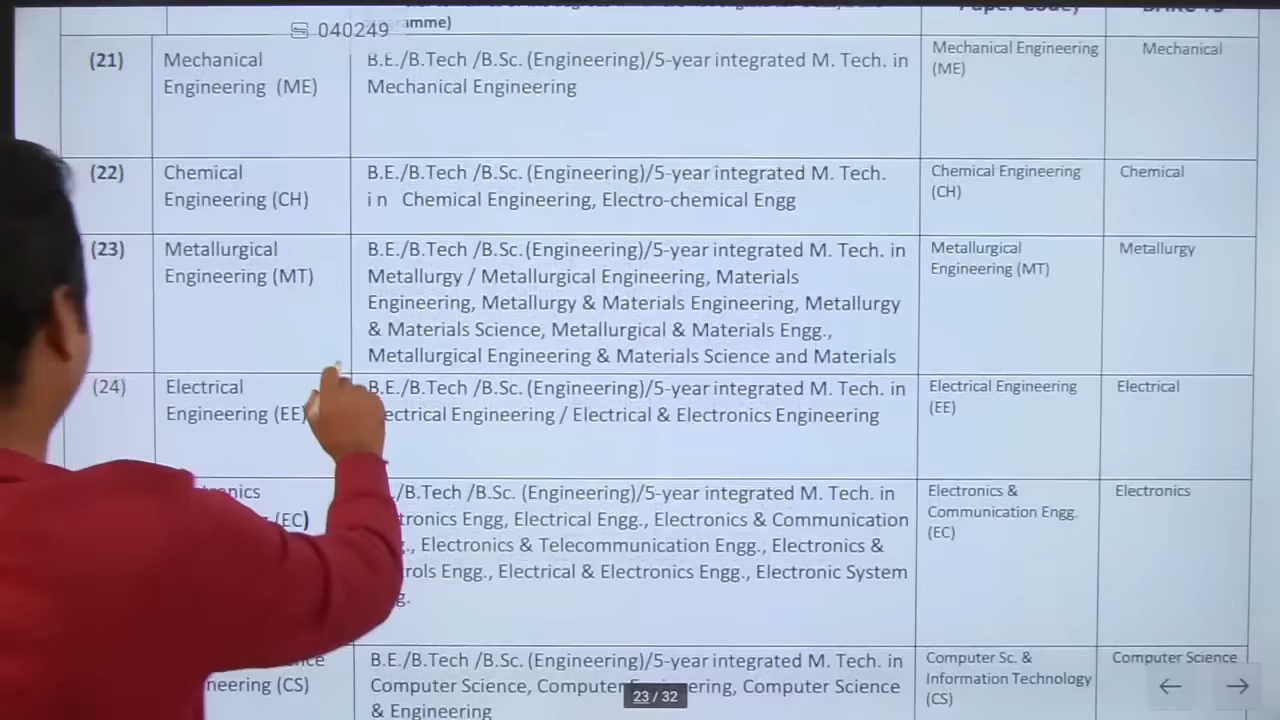 amme)
040249
(21)
Mechanical
Engineering (ME)
B.E./B.Tech /B.Sc. (Engineering)/5-year integrated M. Tech. in
Mechanical Engineering
Mechanical Engineering
(ME)
Mechanical
(22)
Chemical
Engineering (CH)
B.E./B.Tech /B.Sc. (Engineering)/5-year integrated M. Tech.
in Chemical Engineering, Electro-chemical Engg
Chemical Engineering
(CH)
Chemical
(23)
Metallurgical
Engineering (MT)
B.E./B.Tech /B.Sc. (Engineering)/5-year integrated M. Tech. in
Metallurgy / Metallurgical Engineering, Materials
Engineering, Metallurgy & Materials Engineering, Metallurgy
& Materials Science, Metallurgical & Materials Engg.,
Metallurgical Engineering & Materials Science and Materials
Metallurgical
Engineering (MT)
Metallurgy
(24)
Electrical
Engineering (EE)
B.E./B.Tech /B.Sc. (Engineering)/5-year integrated M. Tech. in
ectrical Engineering / Electrical & Electronics Engineering
Electrical Engineering
(EE)
Electrical
onics
(EC)
/B.Tech /B.Sc. (Engineering)/5-year integrated M. Tech. in
tronics Engg, Electrical Engg., Electronics & Communication
., Electronics & Telecommunication Engg., Electronics &
rols Engg., Electrical & Electronics Engg., Electronic System
g.
Electronics &
Communication Engg.
(EC)
Electronics
nce
neering (CS)
B.E./B.Tech /B.Sc. (Engineering)/5-year integrated M. Tech. in
Computer Science, Computer Engineering, Computer Science
& Engineering
Computer Sc. &
Information Technology
(CS)
Computer Science
23 / 32